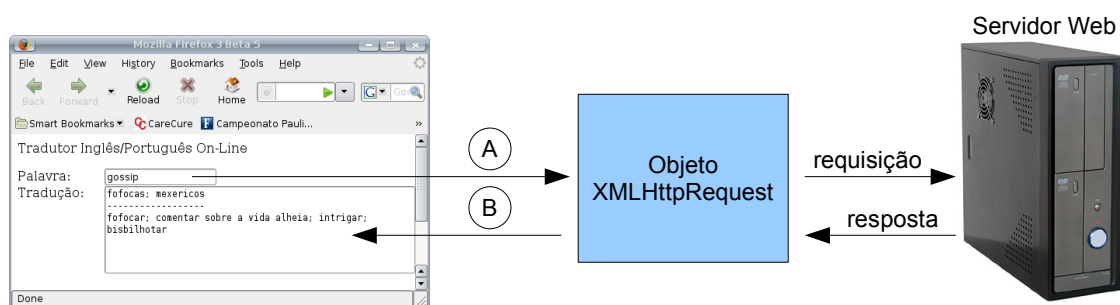 Servidor Web
Mozilla Firefox 3 Beta 5
File Edit View History Bookmarks Tools Help
Back Forward Reload Stop Home G
Smart Bookmarks CareCure Campeonato Pauli... »
Tradutor Inglês/Português On-Line
Palavra: gossip
Tradução: fofocas; mexericos
-----------------
fofocar; comentar sobre a vida alheia; intrigar;
bisbilhotar
Done
A
B
Objeto
XMLHttpRequest
requisição
resposta